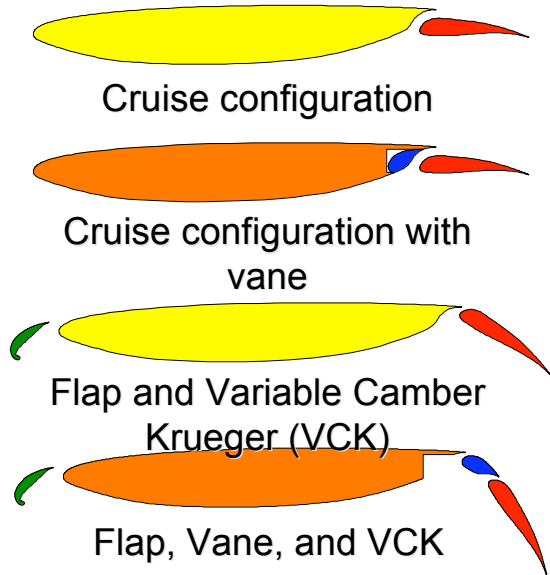 Cruise configuration
Cruise configuration with
vane
Flap and Variable Camber
Krueger (VCK)
Flap, Vane, and VCK